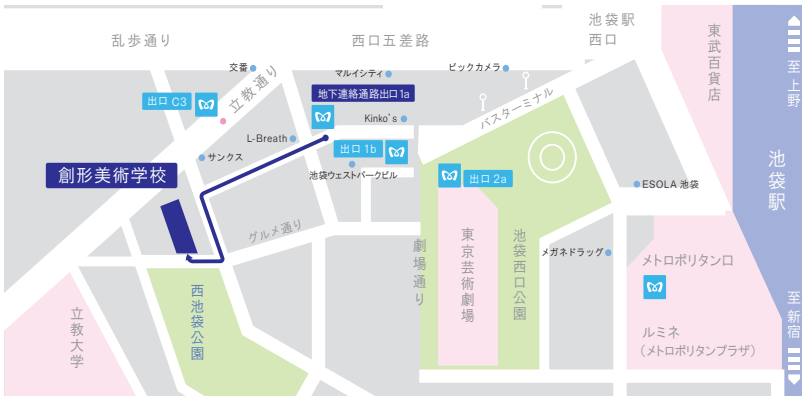 乱歩通り
西口五差路
池袋駅
西口
東武百貨店
至上野
交番
立教通り
マルイシティ
ビックカメラ
出口 C3
地下連絡通路出口1a
バスターミナル
Kinko's
L-Breath
出口 1b
サンクス
池袋ウェストパークビル
創形美術学校
出口 2a
ESOLA 池袋
池袋駅
グルメ通り
劇場通り
東京芸術劇場
池袋西口公園
メガネドラッグ
メトロポリタン口
西池袋公園
立教大学
ルミネ
(メトロポリタンプラザ)
至新宿